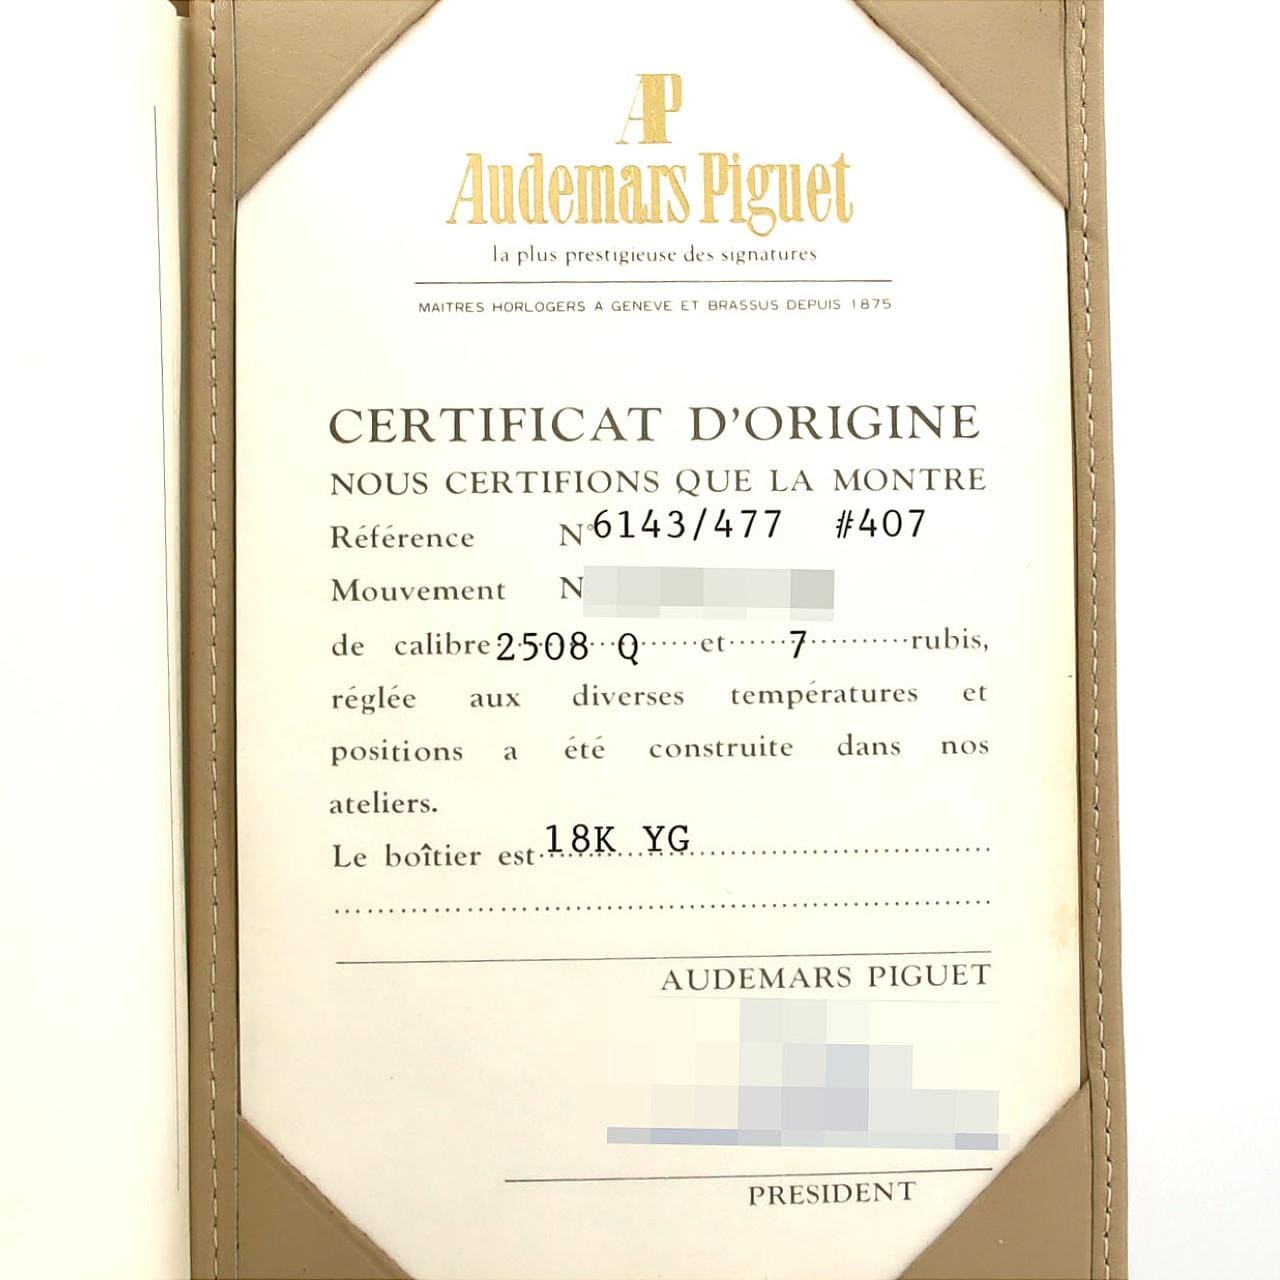 AP
Audemars Piguet
la plus prestigieuse des signatures
MAITRES HORLOGERS A GENEVE ET BRASSUS DEPUIS 1875
CERTIFICAT D'ORIGINE
NOUS CERTIFIONS QUE LA MONTRE
Référence N° 6143/477 #407
Mouvement N
de calibre 2508 Q et 7 rubis,
réglée aux diverses températures et
positions a été construite dans nos
ateliers.
Le boîtier est 18K YG
AUDEMARS PIGUET
PRESIDENT